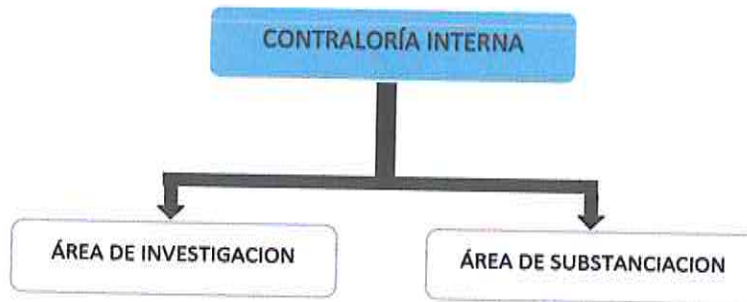 CONTRALORÍA INTERNA
ÁREA DE INVESTIGACION
ÁREA DE SUBSTANCIACION